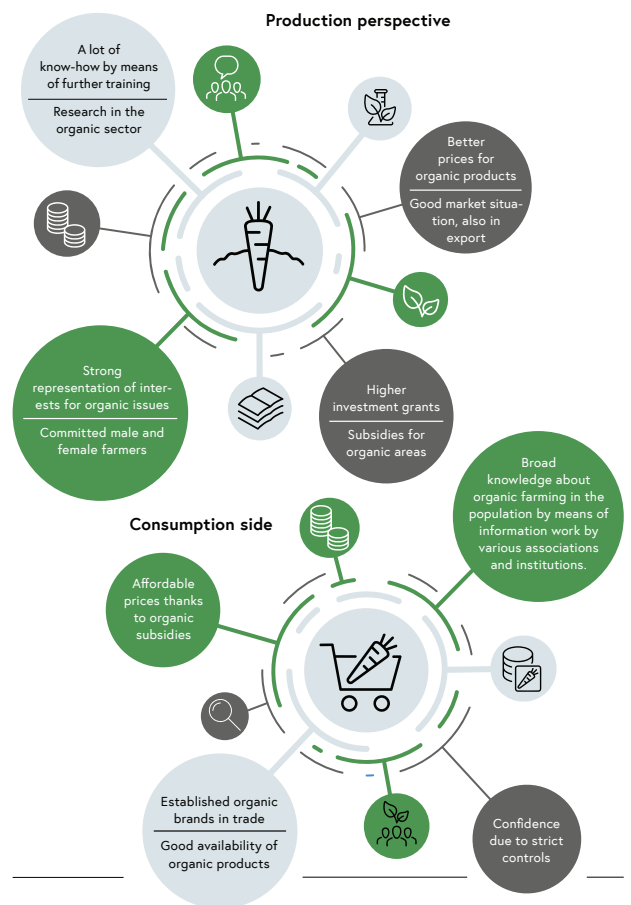 Production perspective
A lot of
know-how by means
of further training
Research in the
organic sector
Better
prices for
organic products
Good market situa-
tion, also in
export
Strong
representation of inter-
ests for organic issues
Committed male and
female farmers
Higher
investment grants
Subsidies for
organic areas
Broad
knowledge about
organic farming in the
population by means of
information work by
various associations
and institutions.
Consumption side
Affordable
prices thanks
to organic
subsidies
Established organic
brands in trade
Good availability of
organic products
Confidence
due to strict
controls